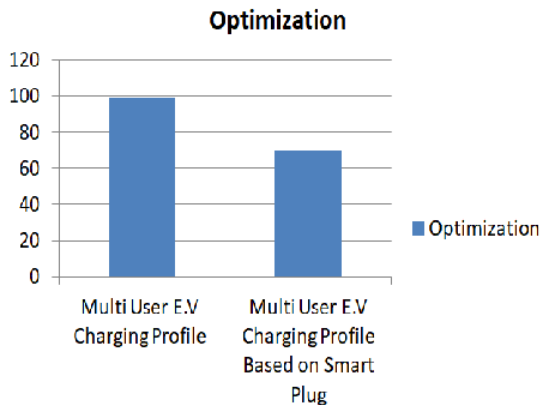 Optimization
120
100
80
60
40
20
0
Multi User E.V
Charging Profile
Multi User E.V
Charging Profile
Based on Smart
Plug
Optimization